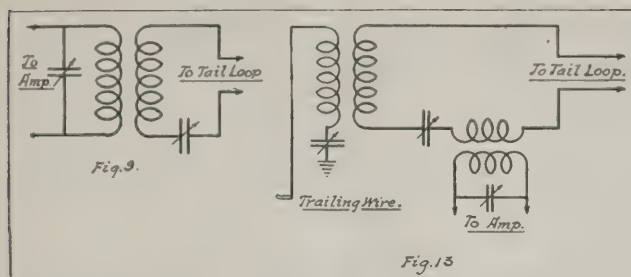 To
Amp.
To Tail Loop
Fig. 9.
Trailing Wire.
To Tail Loop.
To Amp.
Fig. 13